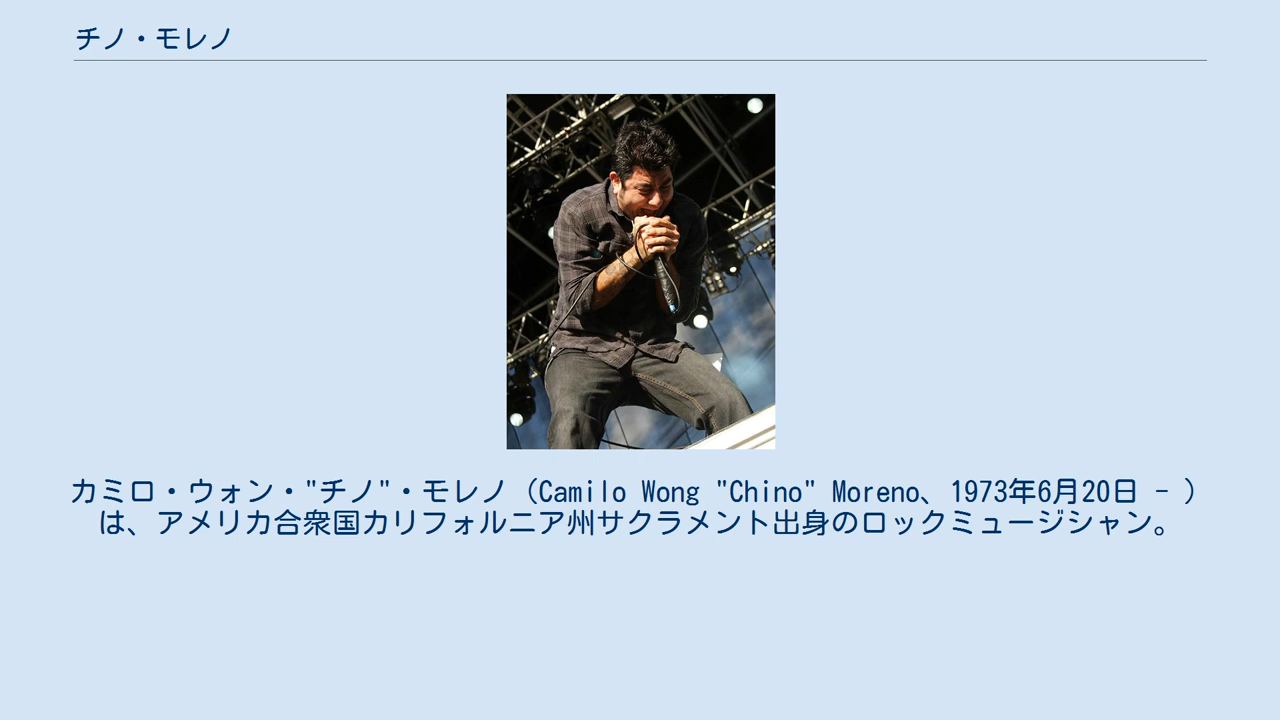 チノ・モレノ
カミロ・ウォン・"チノ"・モレノ（Camilo Wong "Chino" Moreno、1973年6月20日 - ）
は、アメリカ合衆国カリフォルニア州サクラメント出身のロックミュージシャン。